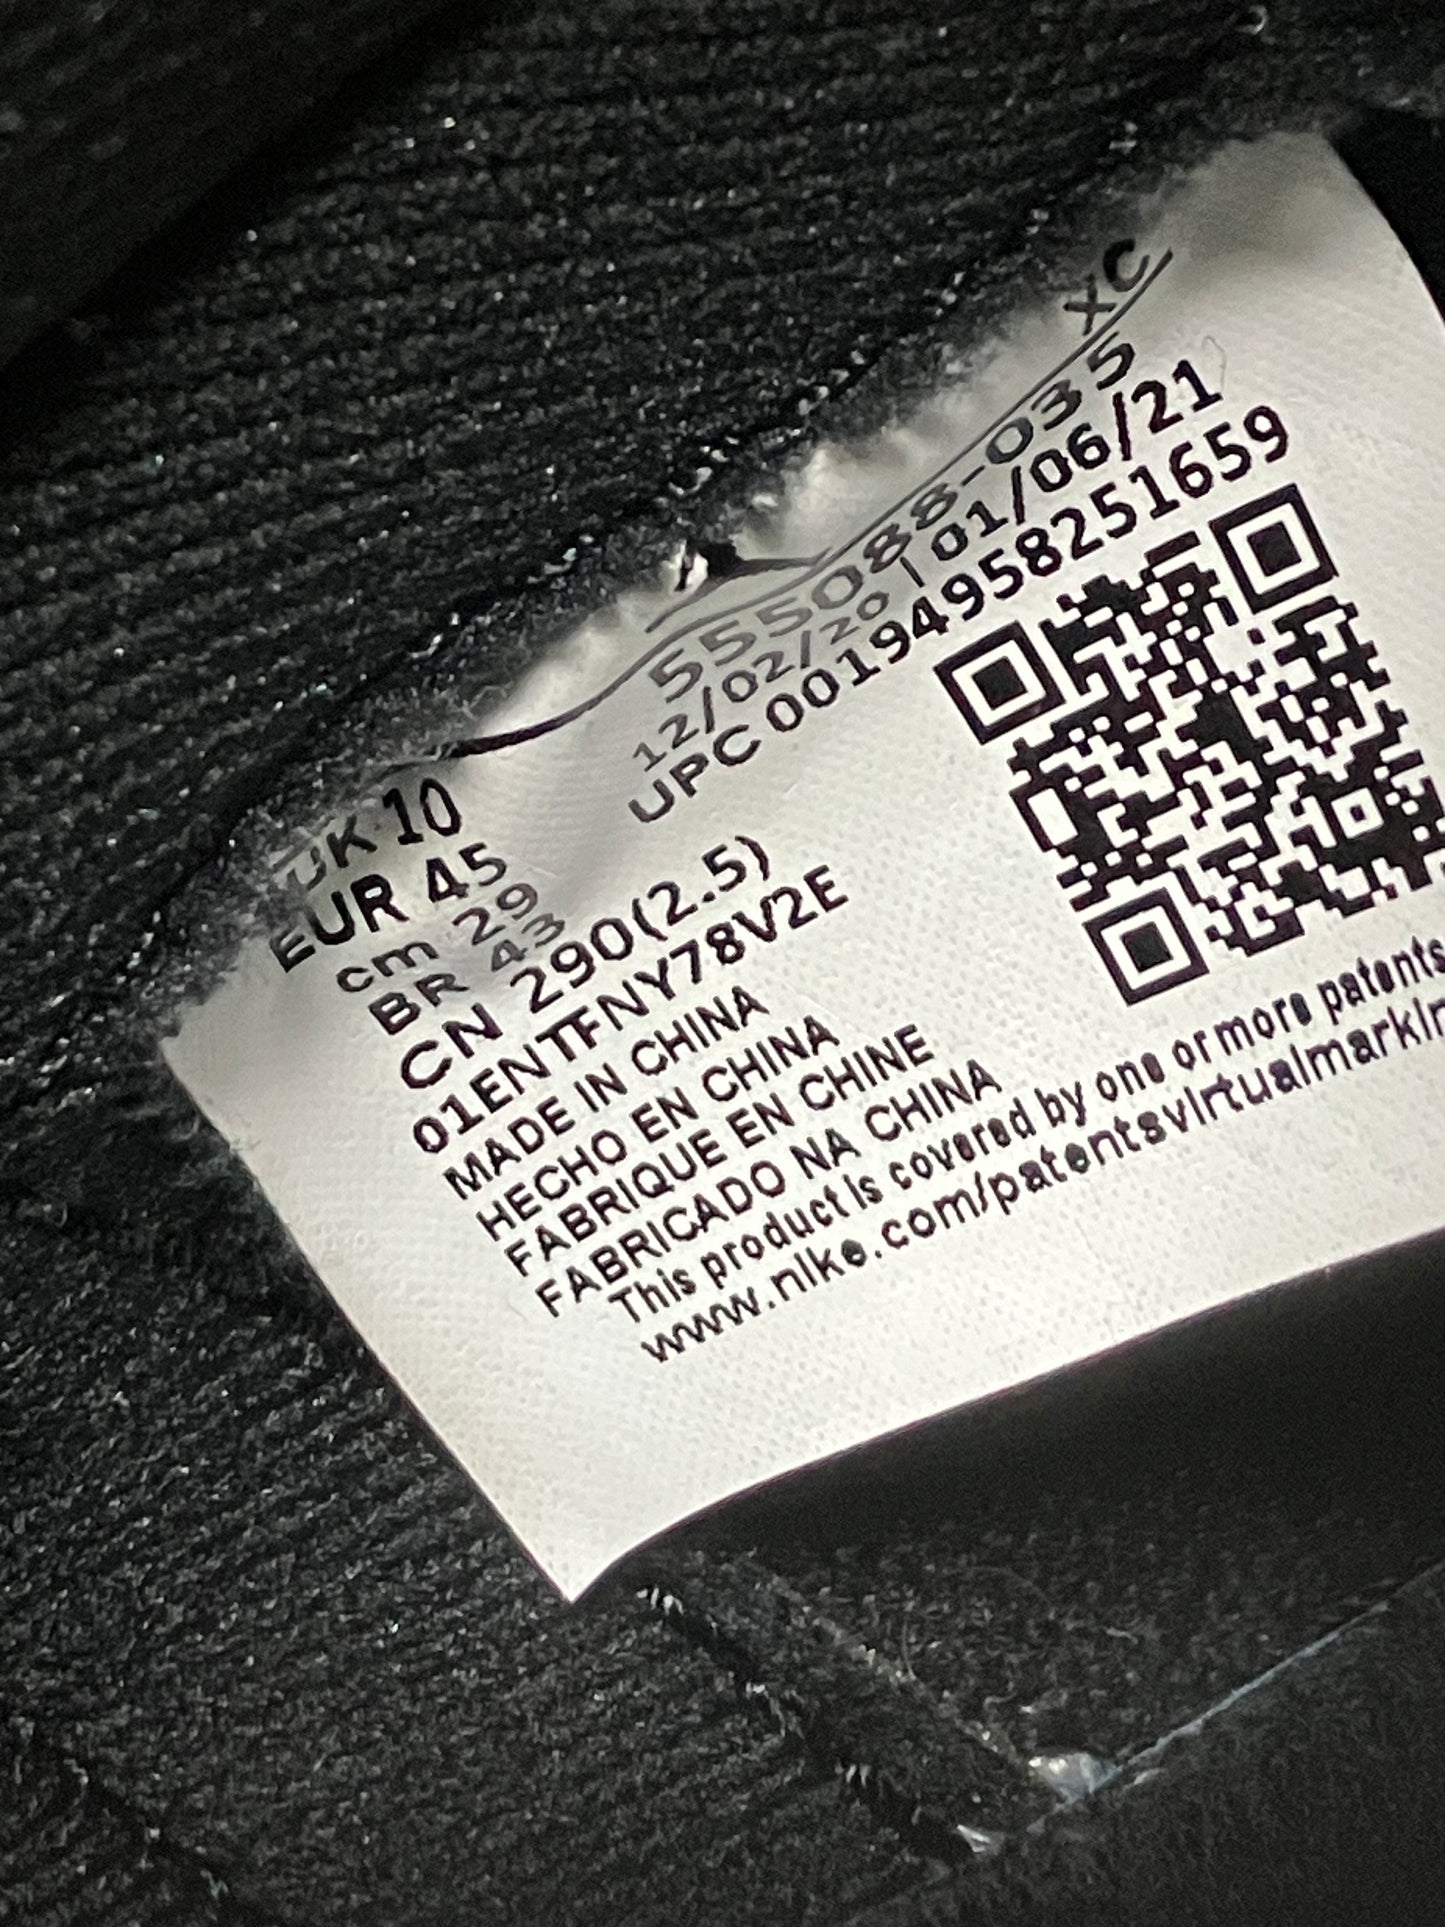 UK 10
EUR 45
cm 29
BR 43
CN 290(2.5)
01ENTFNY78V2E
MADE IN CHINA
HECHO EN CHINA
FABRIQUE EN CHINE
FABRICADO NA CHINA
This product is covered by one or more patents
www.nike.com/patentsvirtualmarkin
XC
555088-035
12/02/20 | 01/06/21
UPC 00194958251659